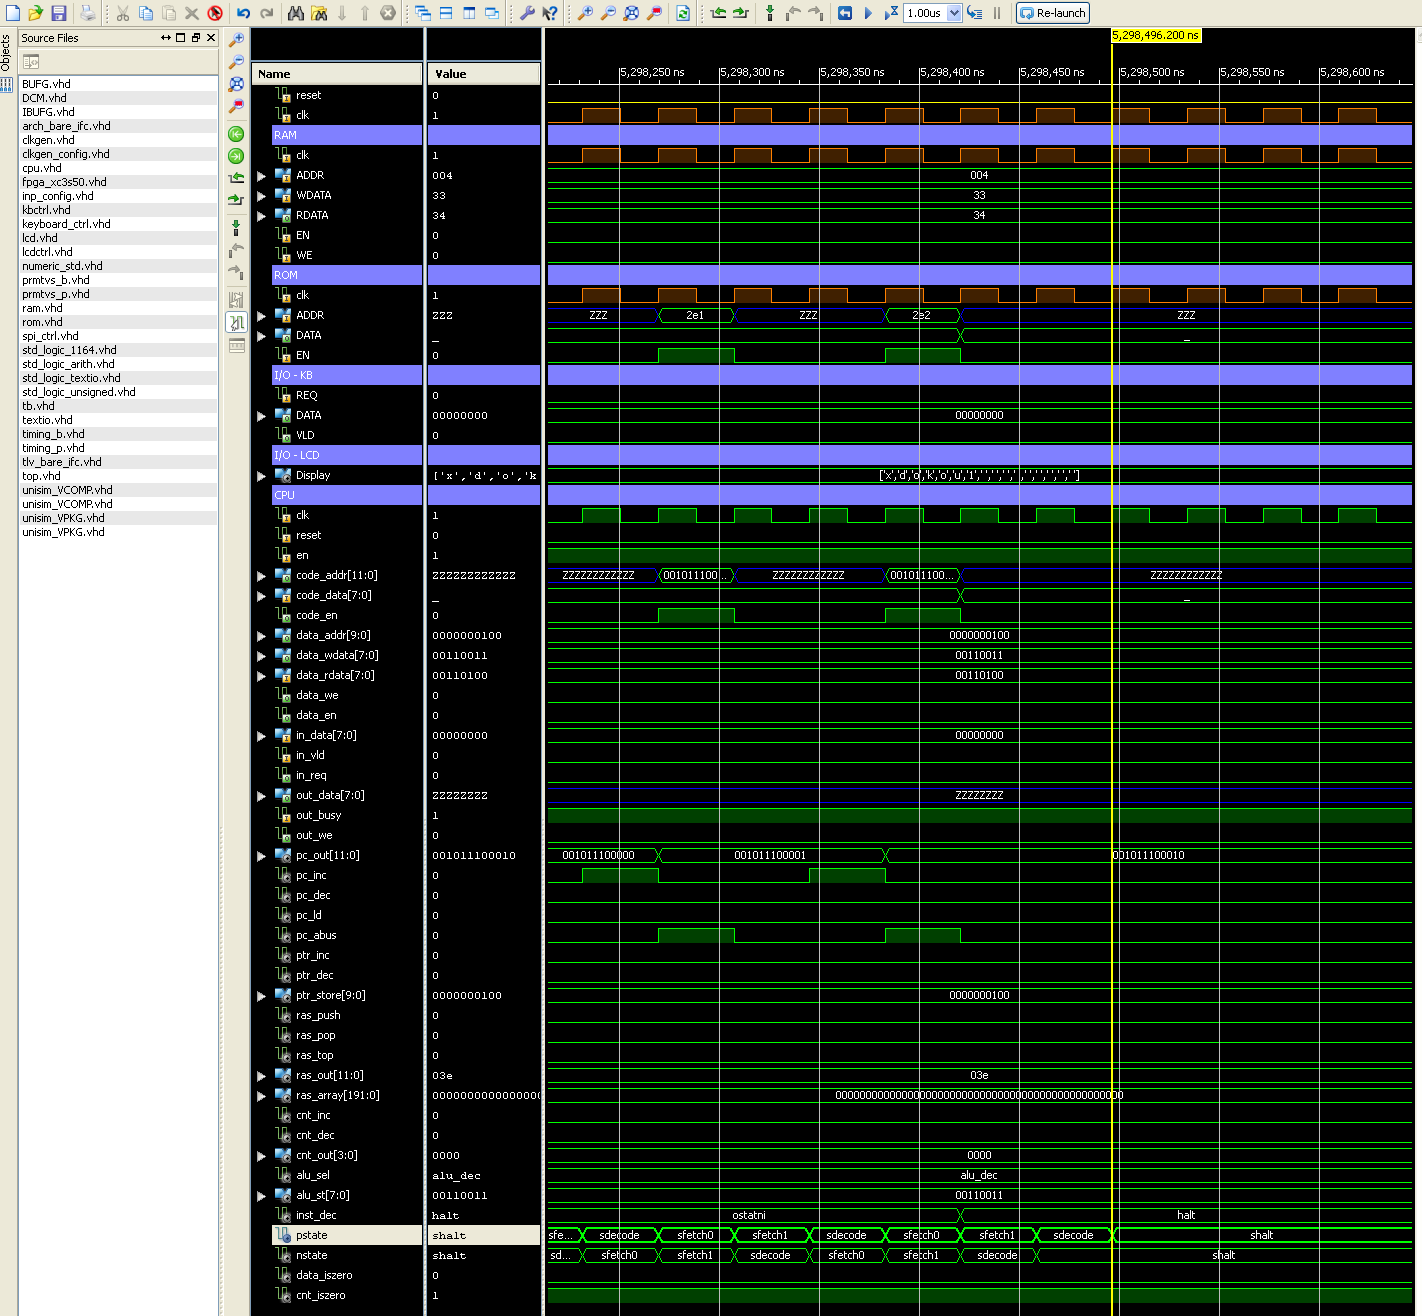 1.00us
Re-launch
Objects
Source Files
BUFG.vhd
DCM.vhd
IBUFG.vhd
arch_bare_ifc.vhd
clkgen.vhd
clkgen_config.vhd
cpu.vhd
fpga_xc3s50.vhd
inp_config.vhd
kbctrl.vhd
keyboard_ctrl.vhd
lcd.vhd
lcdctrl.vhd
numeric_std.vhd
prmtvs_b.vhd
prmtvs_p.vhd
ram.vhd
rom.vhd
spi_ctrl.vhd
std_logic_1164.vhd
std_logic_arith.vhd
std_logic_textio.vhd
std_logic_unsigned.vhd
tb.vhd
textio.vhd
timing_b.vhd
timing_p.vhd
tlv_bare_ifc.vhd
top.vhd
unisim_VCOMP.vhd
unisim_VCOMP.vhd
unisim_VPKG.vhd
unisim_VPKG.vhd
5,298,496.200 ns
Name Value 5,298,250 ns 5,298,300 ns 5,298,350 ns 5,298,400 ns 5,298,450 ns 5,298,500 ns 5,298,550 ns 5,298,600 ns
reset 0
clk 1
RAM
clk 1
ADDR 004 004
WDATA 33 33
RDATA 34 34
EN 0
WE 0
ROM
clk 1
ADDR ZZZ ZZZ 2e1 ZZZ 2e2 ZZZ
DATA _ _
EN 0
I/O - KB
REQ 0
DATA 00000000 00000000
VLD 0
I/O - LCD
Display ['x','d','o','k ['x','d','o','k','o','u','1',' ',' ',' ',' ',' ',' ',' ',' ',' ']
CPU
clk 1
reset 0
en 1
code_addr[11:0] ZZZZZZZZZZZZ ZZZZZZZZZZZZ 001011100... ZZZZZZZZZZZZ 001011100... ZZZZZZZZZZZZ
code_data[7:0] _ _
code_en 0
data_addr[9:0] 0000000100 0000000100
data_wdata[7:0] 00110011 00110011
data_rdata[7:0] 00110100 00110100
data_we 0
data_en 0
in_data[7:0] 00000000 00000000
in_vld 0
in_req 0
out_data[7:0] ZZZZZZZZ ZZZZZZZZ
out_busy 1
out_we 0
pc_out[11:0] 001011100010 001011100000 001011100001 001011100010
pc_inc 0
pc_dec 0
pc_ld 0
pc_abus 0
ptr_inc 0
ptr_dec 0
ptr_store[9:0] 0000000100 0000000100
ras_push 0
ras_pop 0
ras_top 0
ras_out[11:0] 03e 03e
ras_array[191:0] 0000000000000000 000000000000000000000000000000000000000000000000
cnt_inc 0
cnt_dec 0
cnt_out[3:0] 0000 0000
alu_sel alu_dec alu_dec
alu_st[7:0] 00110011 00110011
inst_dec halt ostatni halt
pstate shalt sfe... sdecode sfetch0 sfetch1 sdecode sfetch0 sfetch1 sdecode shalt
nstate shalt sd... sfetch0 sfetch1 sdecode sfetch0 sfetch1 sdecode shalt
data_iszero 0
cnt_iszero 1